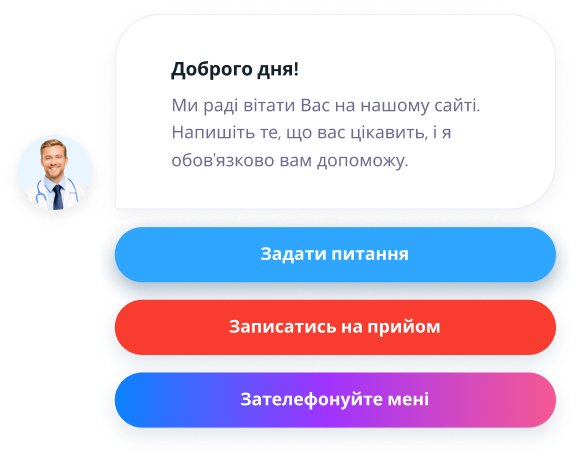 Доброго дня!
Ми раді вітати Вас на нашому сайті.
Напишіть те, що вас цікавить, і я
обов'язково вам допоможу.
Задати питання
Записатись на прийом
Зателефонуйте мені